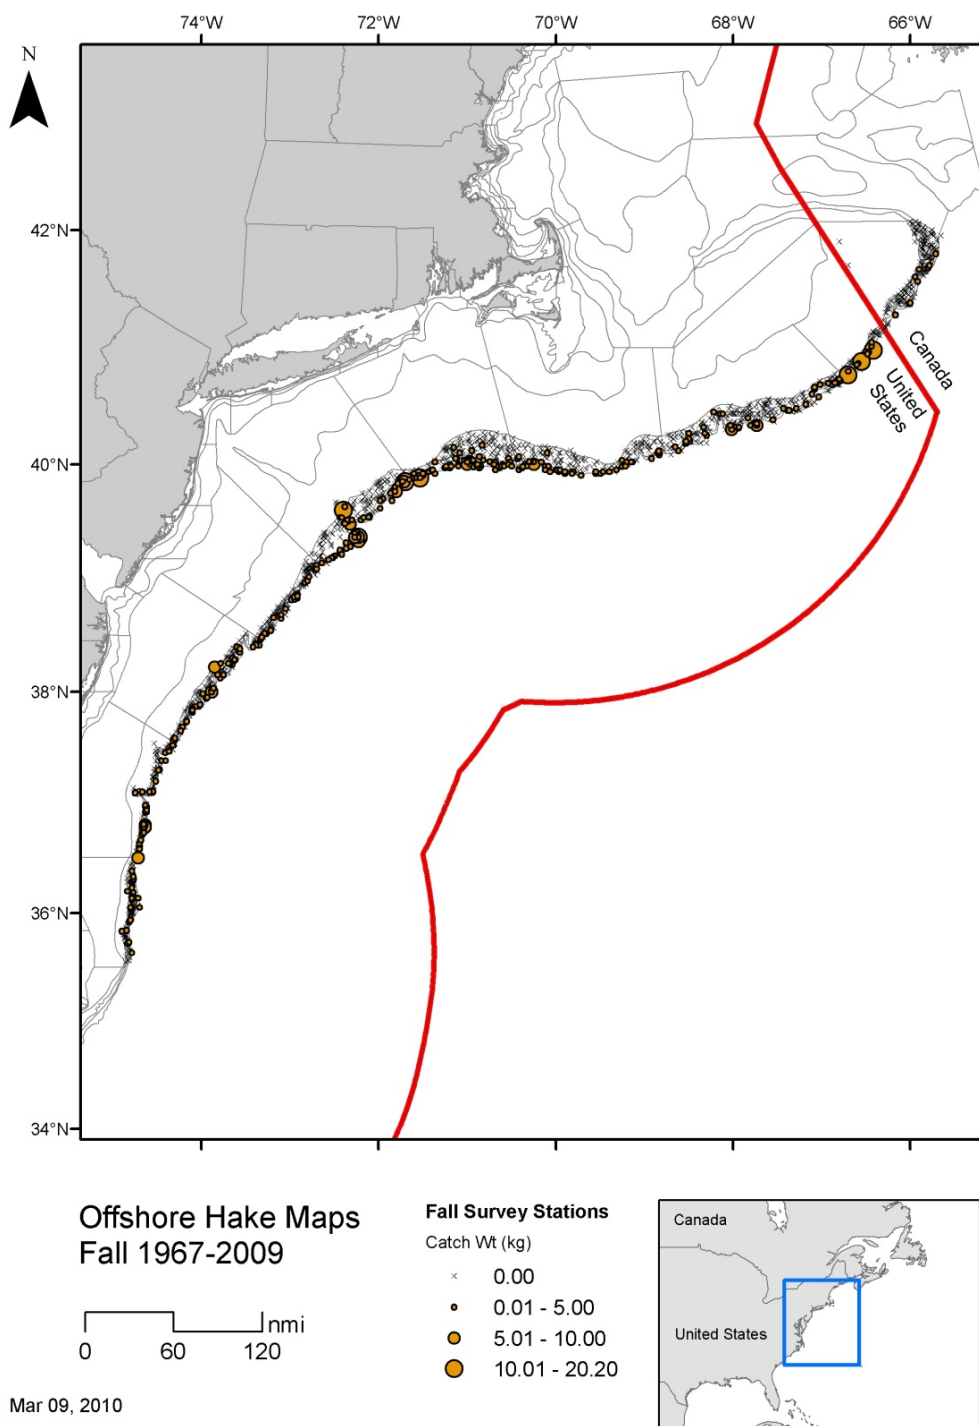 74°W 72°W 70°W 68°W 66°W
N
42°N
Canada
United
States
40°N
38°N
36°N
34°N
Offshore Hake Maps
Fall 1967-2009
nmi
0 60 120
Mar 09, 2010
Fall Survey Stations
Catch Wt (kg)
0.00
0.01 - 5.00
5.01 - 10.00
10.01 - 20.20
Canada
United States